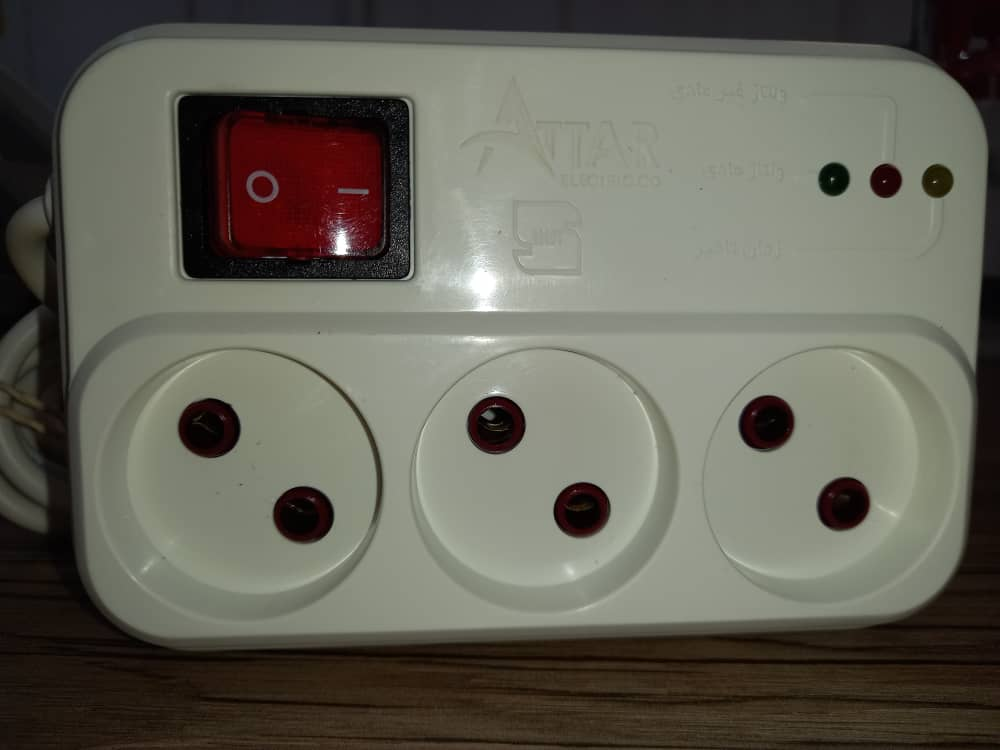 O I
ATTAR
ELECTRIC.CO
ولتاژ غیر عادی
ولتاژ عادی
زمان تاخیر